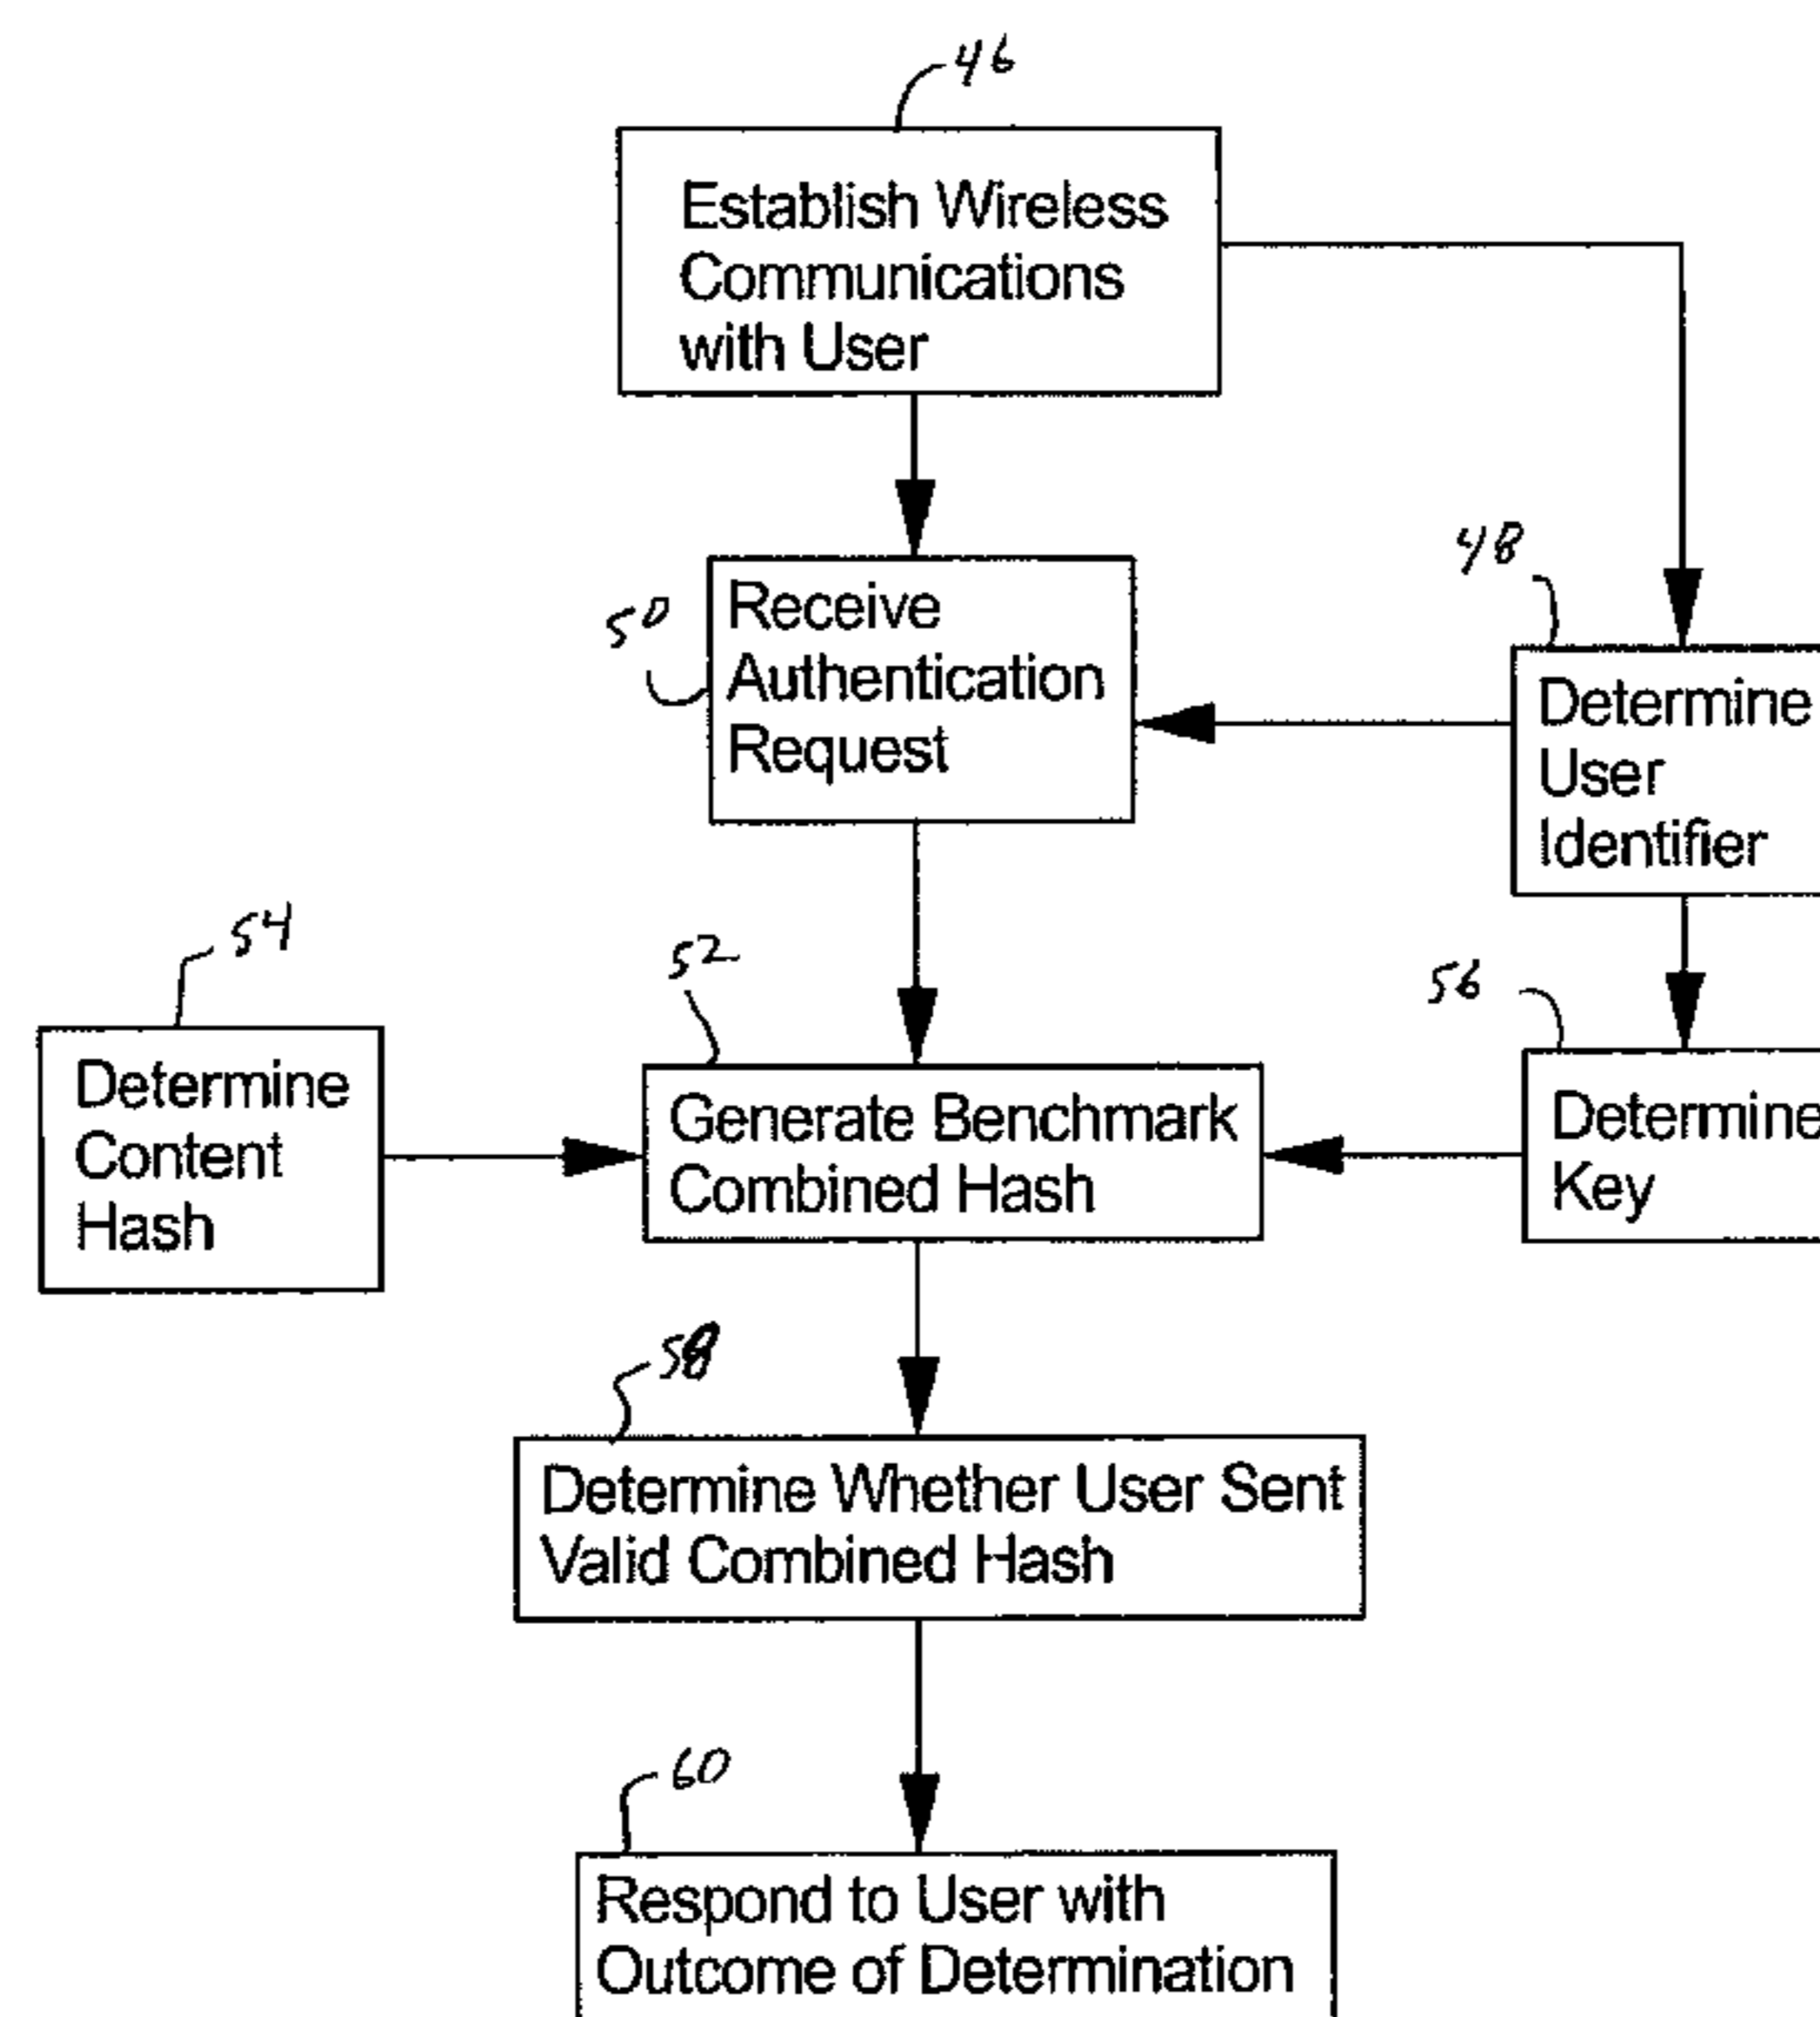 46
Establish Wireless
Communications
with User
48
50
Receive
Authentication
Request
Determine
User
Identifier
54
52
56
Determine
Content
Hash
Generate Benchmark
Combined Hash
Determine
Key
58
Determine Whether User Sent
Valid Combined Hash
60
Respond to User with
Outcome of Determination